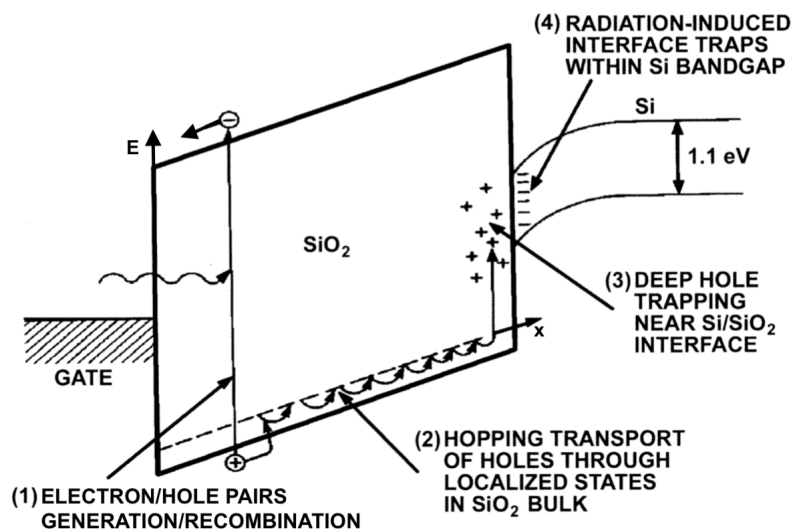 (4) RADIATION-INDUCED
INTERFACE TRAPS
WITHIN Si BANDGAP
Si
E
1.1 eV
SiO₂
(3) DEEP HOLE
TRAPPING
NEAR Si/SiO₂
INTERFACE
x
GATE
(2) HOPPING TRANSPORT
OF HOLES THROUGH
LOCALIZED STATES
IN SiO₂ BULK
(1) ELECTRON/HOLE PAIRS
GENERATION/RECOMBINATION